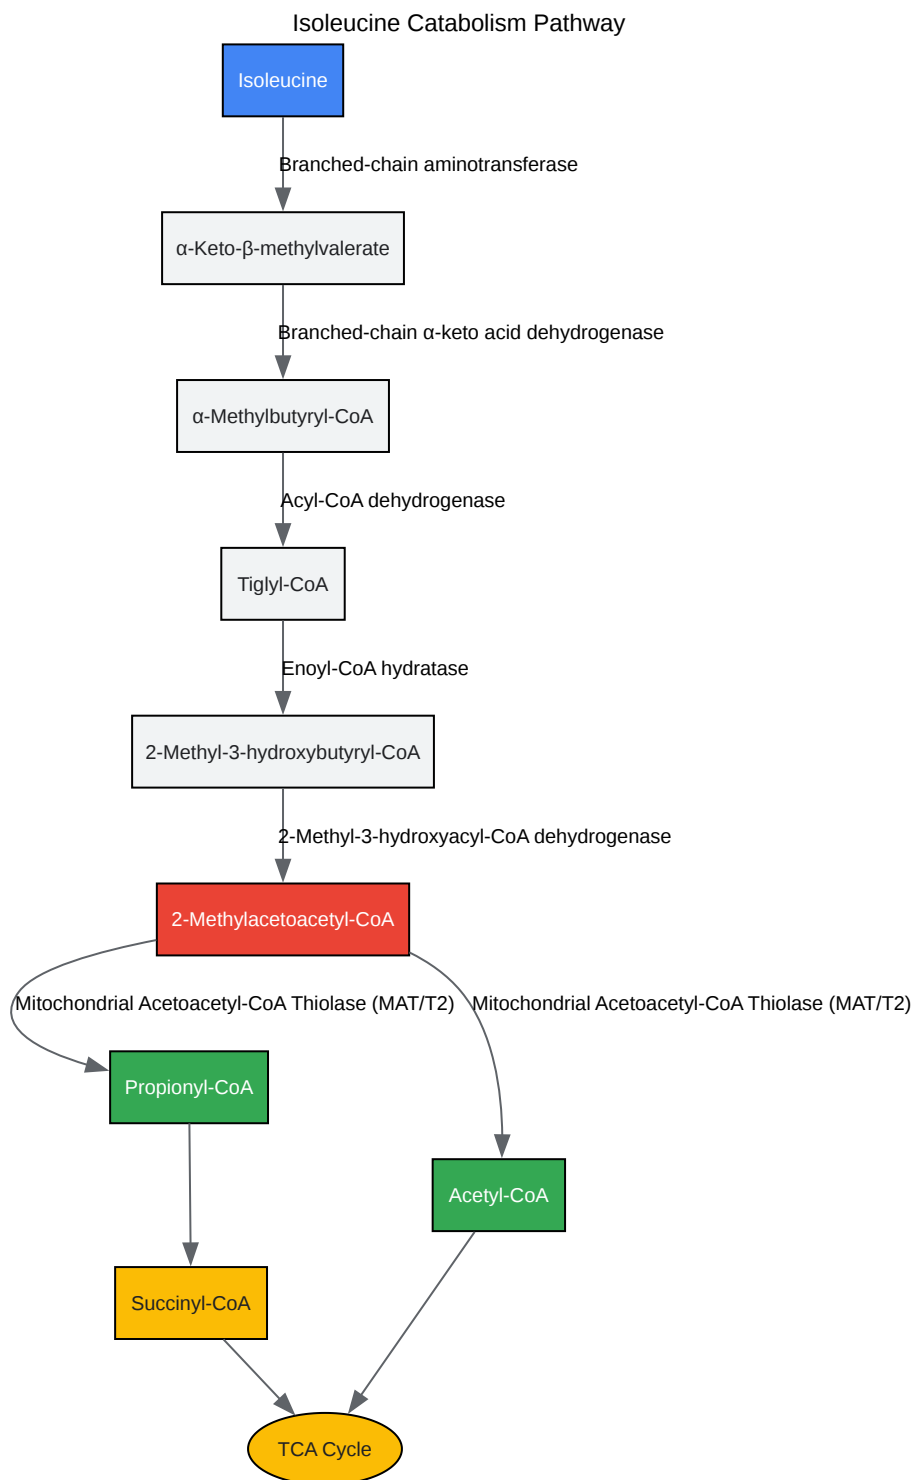 Isoleucine Catabolism Pathway
Isoleucine
Branched-chain aminotransferase
α-Keto-β-methylvalerate
Branched-chain α-keto acid dehydrogenase
α-Methylbutyryl-CoA
Acyl-CoA dehydrogenase
Tiglyl-CoA
Enoyl-CoA hydratase
2-Methyl-3-hydroxybutyryl-CoA
2-Methyl-3-hydroxyacyl-CoA dehydrogenase
2-Methylacetoacetyl-CoA
Mitochondrial Acetoacetyl-CoA Thiolase (MAT/T2)
Mitochondrial Acetoacetyl-CoA Thiolase (MAT/T2)
Propionyl-CoA
Acetyl-CoA
Succinyl-CoA
TCA Cycle